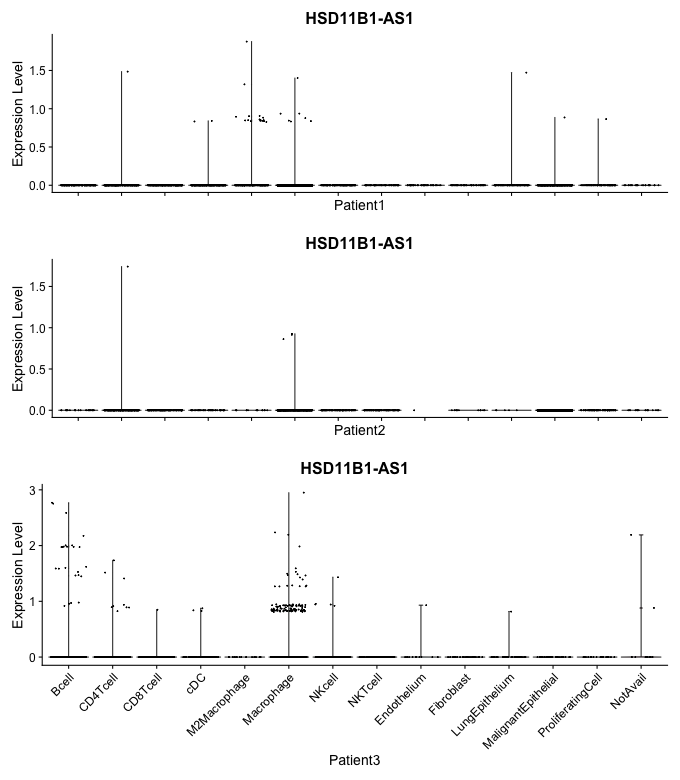 HSD11B1-AS1
Expression Level
1.5
1.0
0.5
0.0
Patient1
HSD11B1-AS1
Expression Level
1.5
1.0
0.5
0.0
Patient2
HSD11B1-AS1
Expression Level
3
2
1
0
Bcell
CD4Tcell
CD8Tcell
cDC
M2Macrophage
Macrophage
NKcell
NKTcell
Endothelium
Fibroblast
LungEpithelium
MalignantEpithelial
ProliferatingCell
NotAvail
Patient3